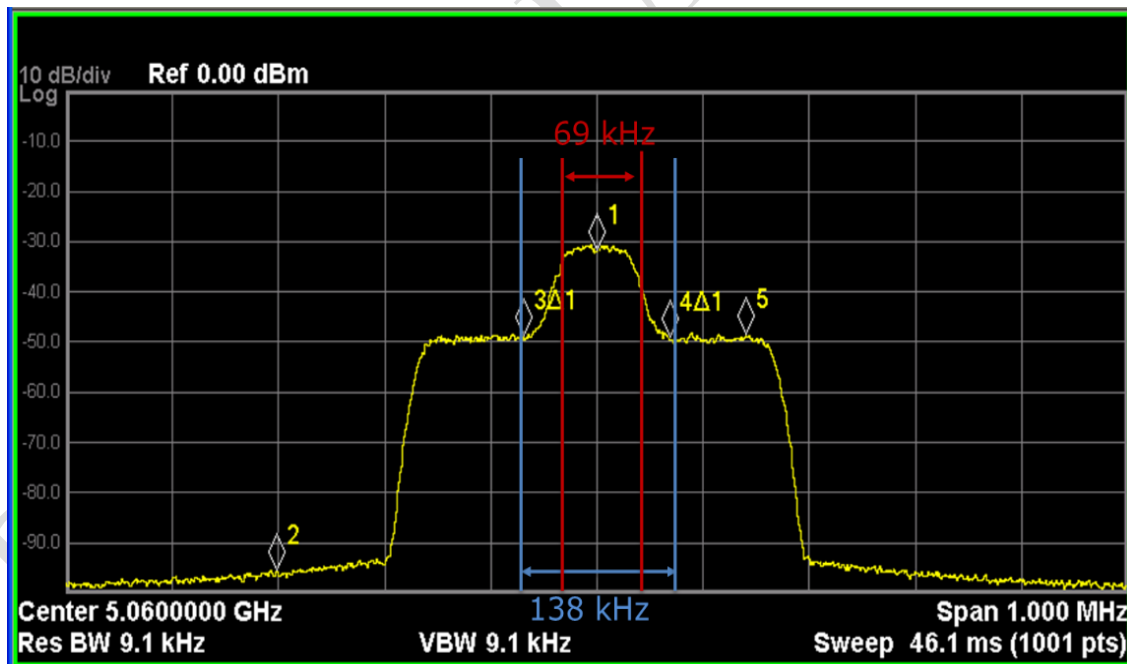 10 dB/div Ref 0.00 dBm
Log
-10.0
69 kHz
-20.0
1
-30.0
-40.0
3Δ1 4Δ1 5
-50.0
-60.0
-70.0
-80.0
2
-90.0
138 kHz
Center 5.0600000 GHz Span 1.000 MHz
Res BW 9.1 kHz VBW 9.1 kHz Sweep 46.1 ms (1001 pts)